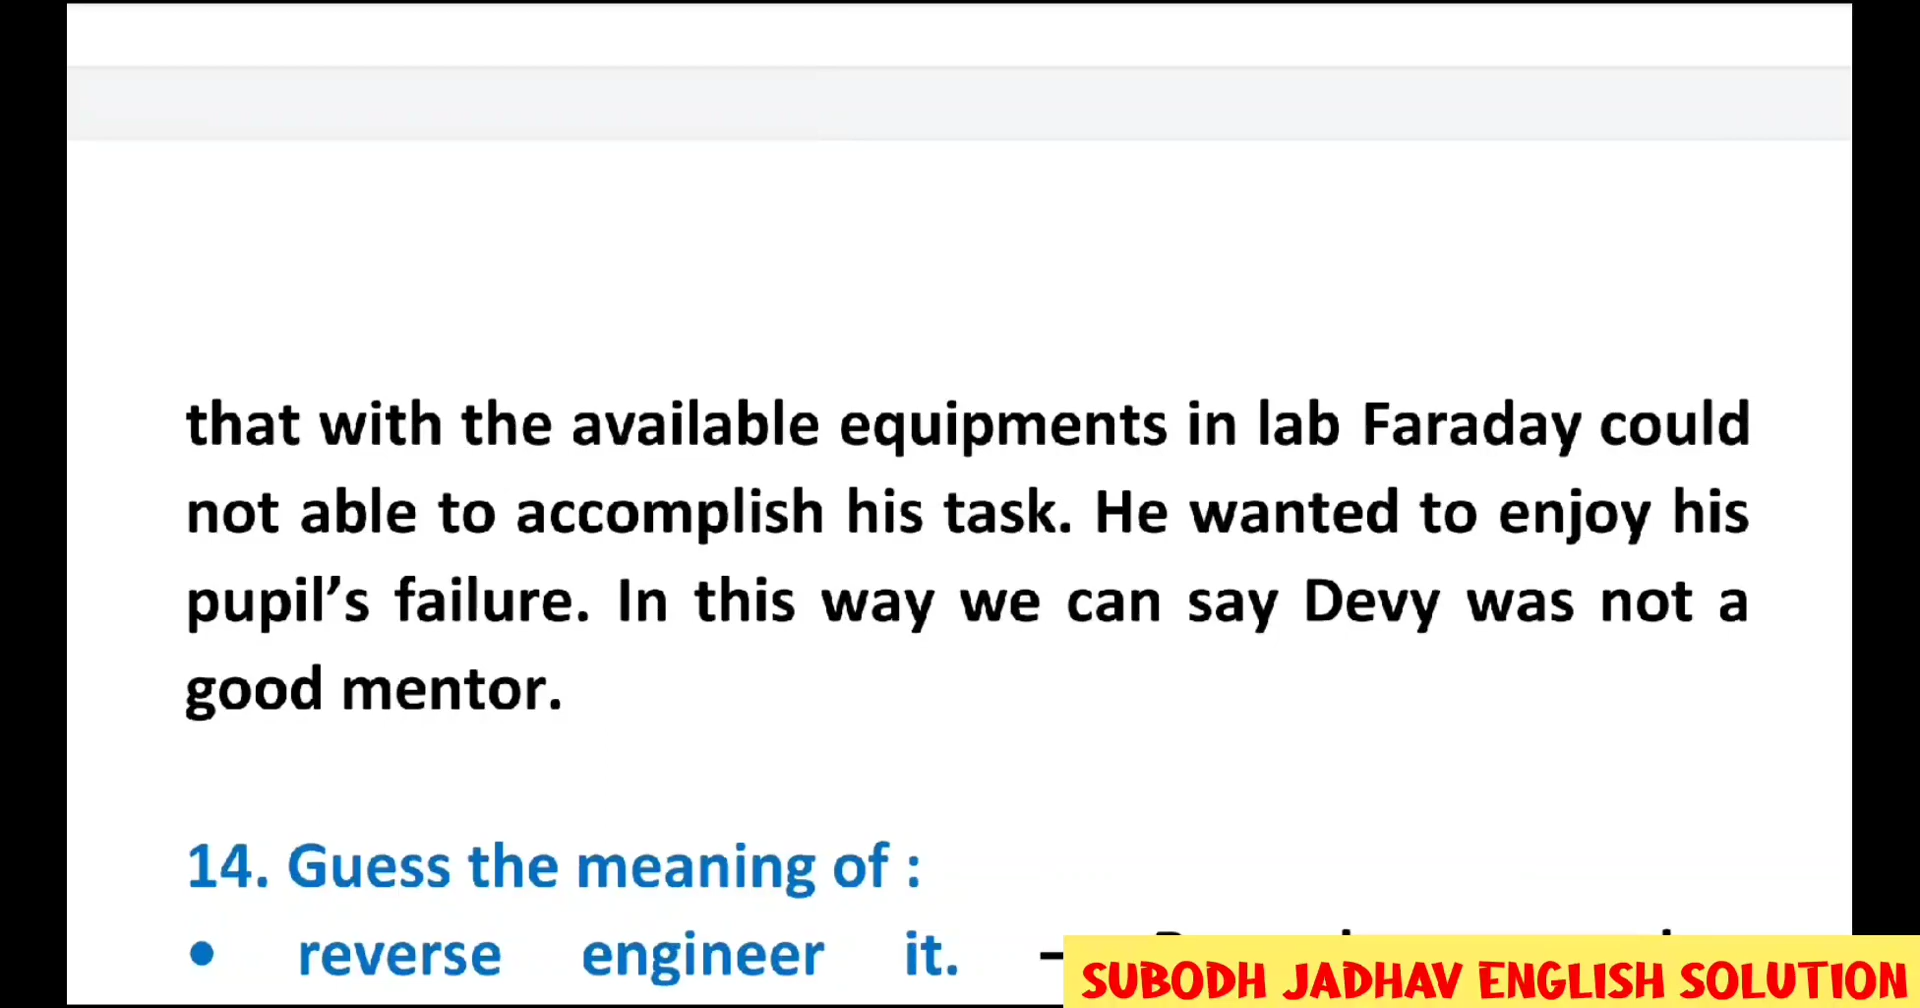 that with the available equipments in lab Faraday could
not able to accomplish his task. He wanted to enjoy his
pupil’s failure. In this way we can say Devy was not a
good mentor.
14. Guess the meaning of :
• reverse engineer it. –
SUBODH JADHAV ENGLISH SOLUTION